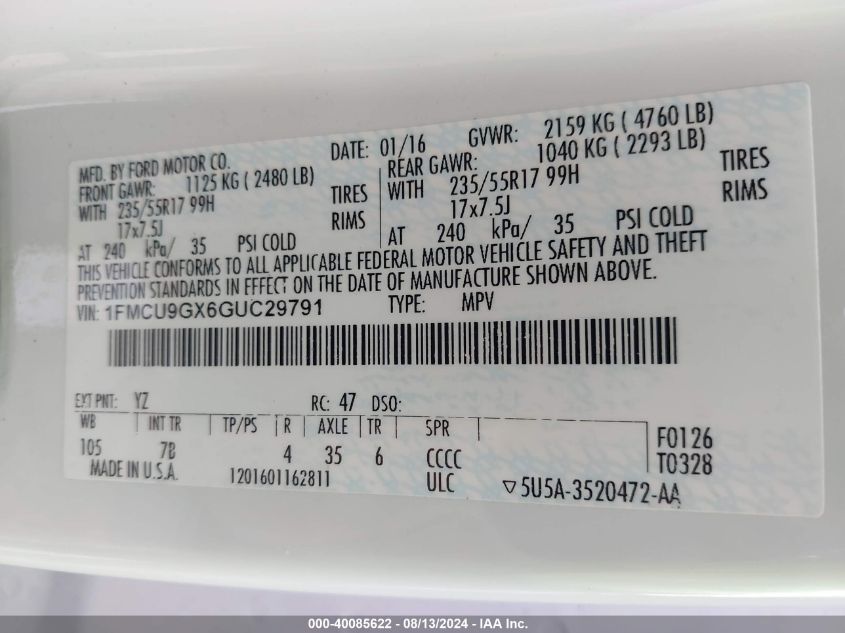 MFD. BY FORD MOTOR CO. DATE: 01/16 GVWR: 2159 KG ( 4760 LB)
FRONT GAWR: 1125 KG ( 2480 LB) REAR GAWR: 1040 KG ( 2293 LB)
WITH 235/55R17 99H TIRES WITH 235/55R17 99H TIRES
17x7.5J RIMS 17x7.5J RIMS
AT 240 kPa/ 35 PSI COLD AT 240 kPa/ 35 PSI COLD
THIS VEHICLE CONFORMS TO ALL APPLICABLE FEDERAL MOTOR VEHICLE SAFETY AND THEFT
PREVENTION STANDARDS IN EFFECT ON THE DATE OF MANUFACTURE SHOWN ABOVE.
VIN: 1FMCU9GX6GUC29791 TYPE: MPV
EXT PNT: YZ RC: 47 DSO:
WB INT TR TP/PS R AXLE TR SPR F0126
105 7B 4 35 6 CCCC T0328
MADE IN U.S.A. 1201601162811 ULC ▽5U5A-3520472-AA
000-40085622 - 08/13/2024 - IAA Inc.